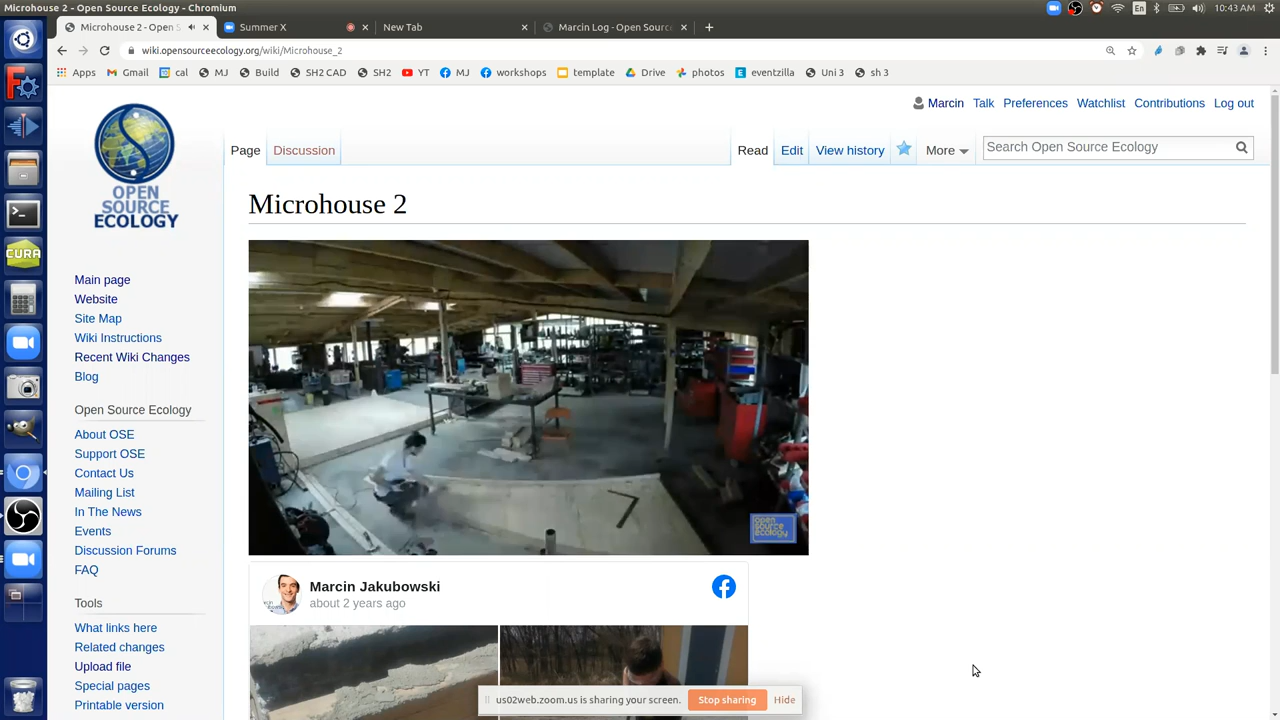 Microhouse 2 - Open Source Ecology - Chromium
En
10:43 AM
Microhouse 2 - Open S
Summer X
New Tab
Marcin Log - Open Sourc
wiki.opensourceecology.org/wiki/Microhouse_2
Apps
Gmail
cal
MJ
Build
SH2 CAD
SH2
YT
MJ
workshops
template
Drive
photos
eventzilla
Uni 3
sh 3
Marcin
Talk
Preferences
Watchlist
Contributions
Log out
Page
Discussion
Read
Edit
View history
More
Search Open Source Ecology
OPEN
SOURCE
ECOLOGY
CURA
Microhouse 2
Main page
Website
Site Map
Wiki Instructions
Recent Wiki Changes
Blog
Open Source Ecology
About OSE
Support OSE
Contact Us
Mailing List
In The News
Events
Discussion Forums
FAQ
Tools
What links here
Related changes
Upload file
Special pages
Printable version
open
source
ecology
Marcin Jakubowski
about 2 years ago
us02web.zoom.us is sharing your screen.
Stop sharing
Hide